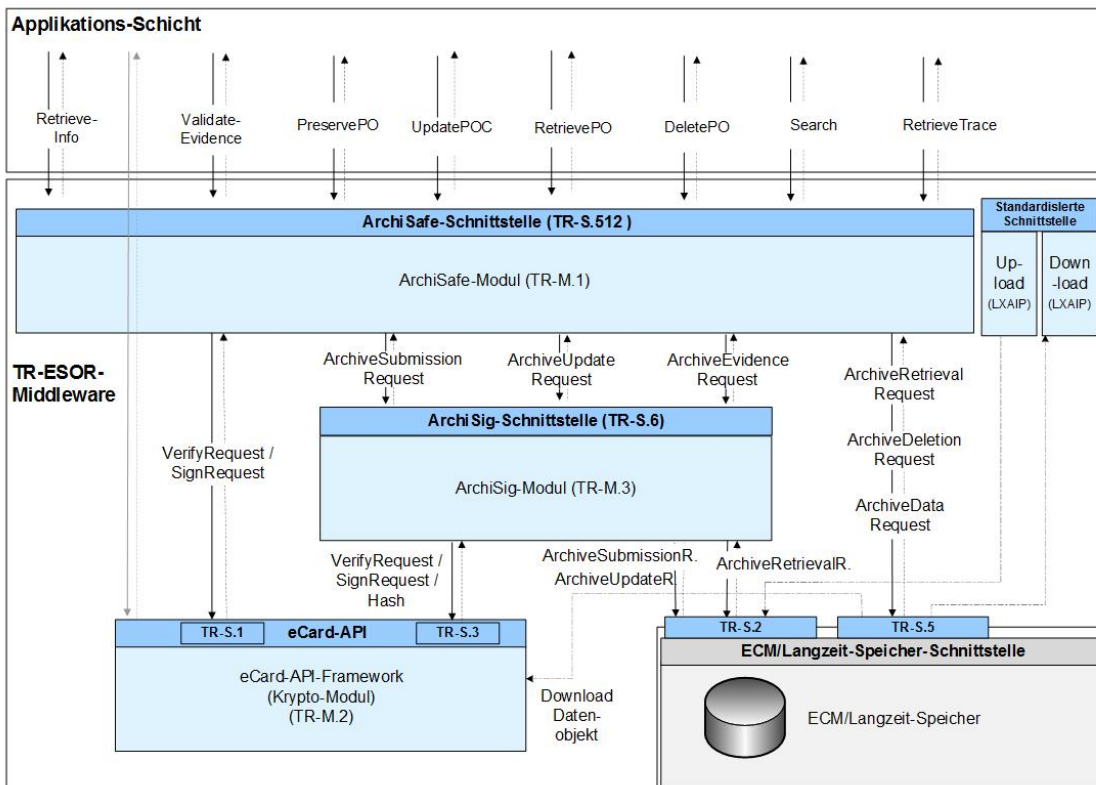 Applikations-Schicht
Retrieve-
Info
Validate-
Evidence
PreservePO
UpdatePOC
RetrievePO
DeletePO
Search
RetrieveTrace
ArchiSafe-Schnittstelle (TR-S.512 )
ArchiSafe-Modul (TR-M.1)
Standardisierte
Schnittstelle
Up-
load
(LXAIP)
Down
-load
(LXAIP)
TR-ESOR-
Middleware
ArchiveSubmission
Request
ArchiveUpdate
Request
ArchiveEvidence
Request
ArchiveRetrieval
Request
ArchiveDeletion
Request
ArchiveData
Request
VerifyRequest /
SignRequest
ArchiSig-Schnittstelle (TR-S.6)
ArchiSig-Modul (TR-M.3)
VerifyRequest /
SignRequest /
Hash
ArchiveSubmissionR.
ArchiveUpdateR.
ArchiveRetrievalR.
TR-S.1
eCard-API
TR-S.3
eCard-API-Framework
(Krypto-Modul)
(TR-M.2)
Download
Daten-
objekt
TR-S.2
TR-S.5
ECM/Langzeit-Speicher-Schnittstelle
ECM/Langzeit-Speicher